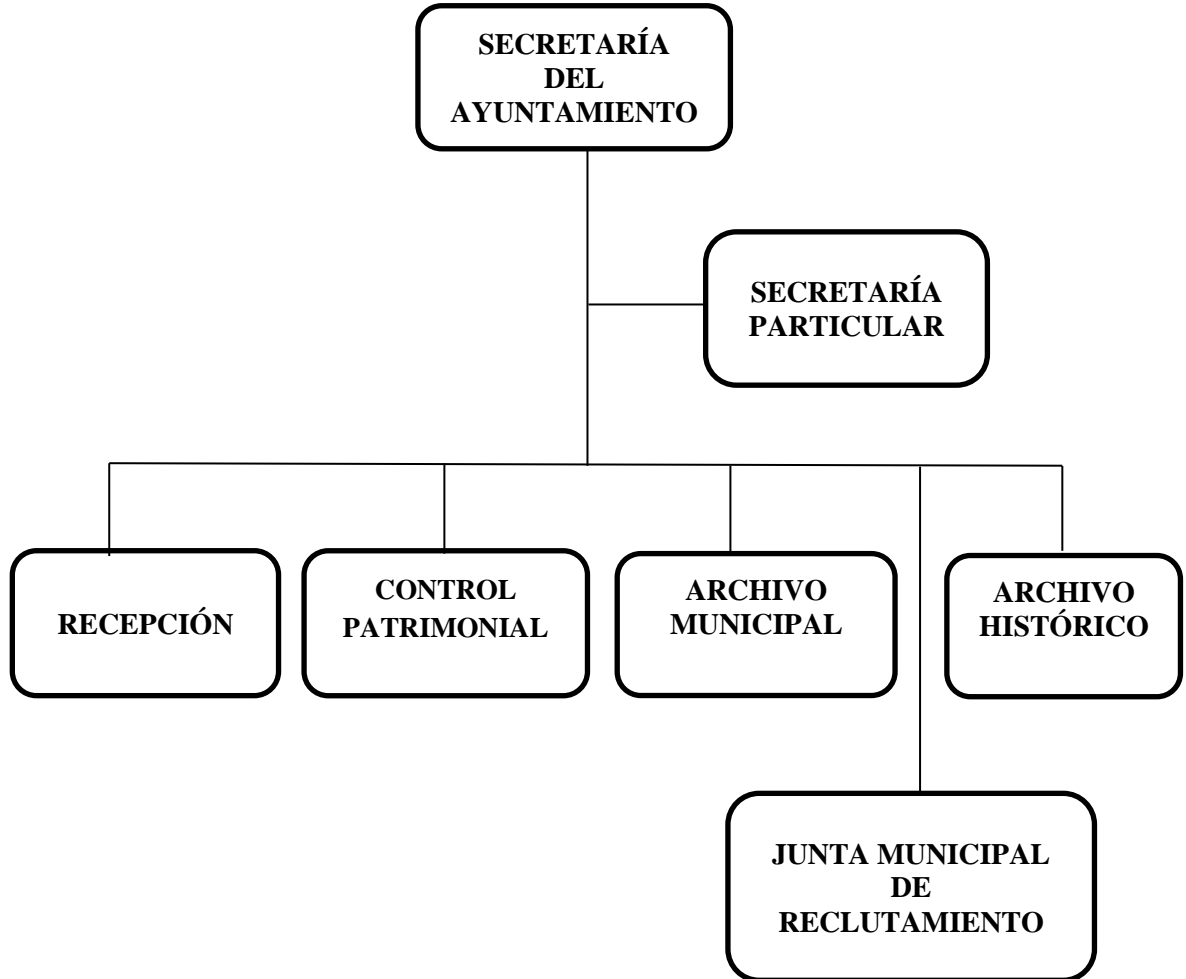 SECRETARÍA
DEL
AYUNTAMIENTO
SECRETARÍA
PARTICULAR
RECEPCIÓN
CONTROL
PATRIMONIAL
ARCHIVO
MUNICIPAL
ARCHIVO
HISTÓRICO
JUNTA MUNICIPAL
DE
RECLUTAMIENTO